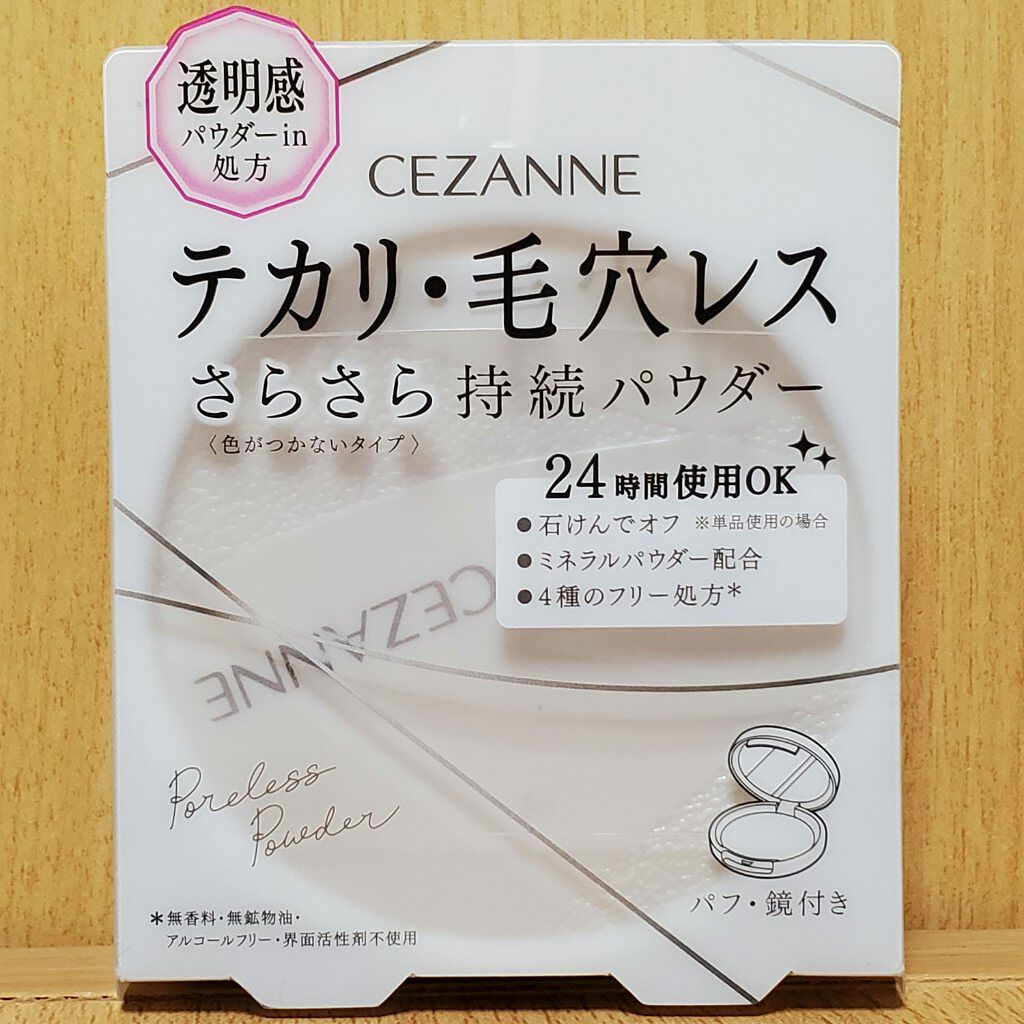 透明感
パウダーin
処方
CEZANNE
テカリ・毛穴レス
さらさら持続パウダー
〈色がつかないタイプ〉
24時間使用OK
●石けんでオフ ※単品使用の場合
●ミネラルパウダー配合
●4種のフリー処方*
CEZANNE
Poreless
Powder
パフ・鏡付き
*無香料・無鉱物油・
アルコールフリー・界面活性剤不使用